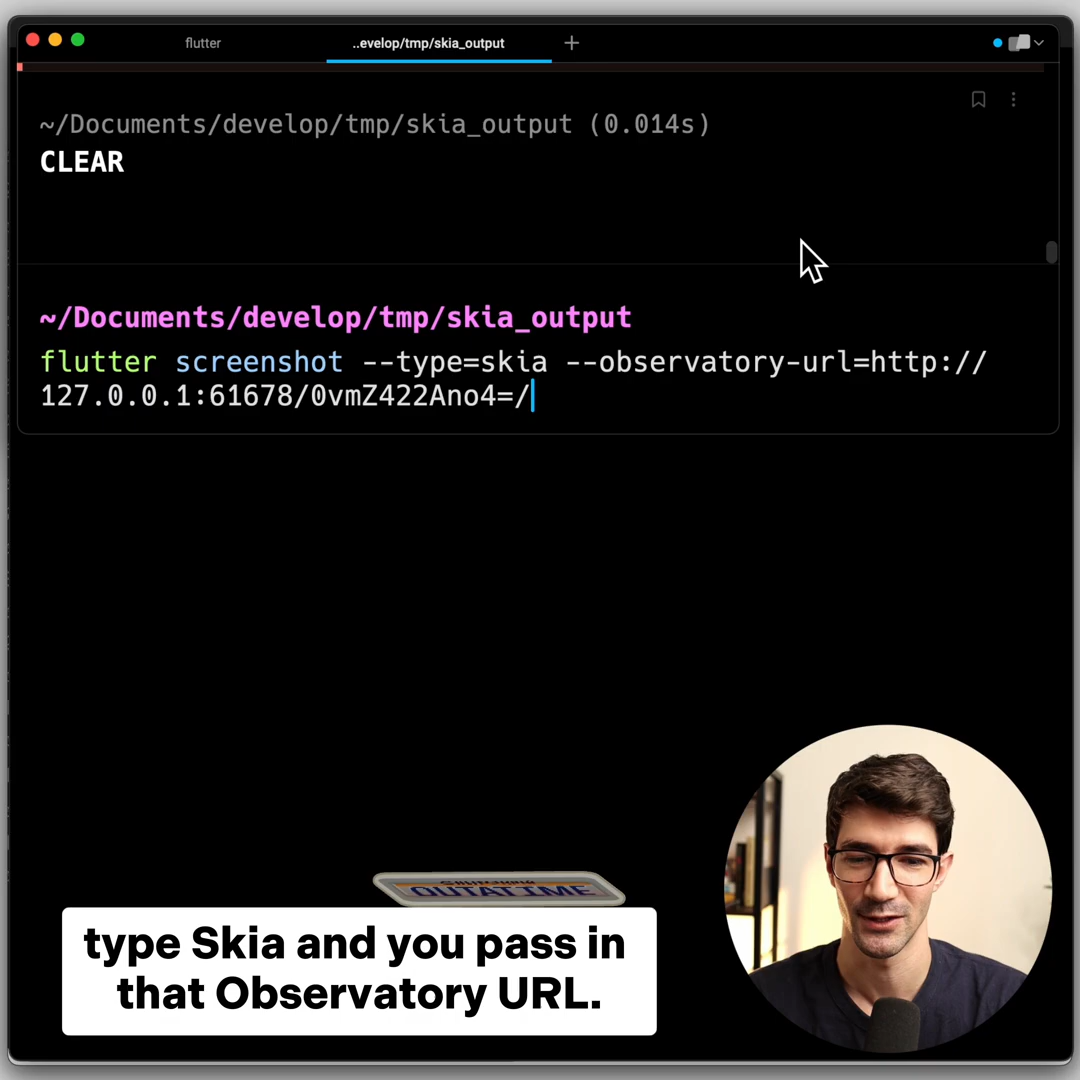 flutter
..evelop/tmp/skia_output
~/Documents/develop/tmp/skia_output (0.014s)
CLEAR
~/Documents/develop/tmp/skia_output
flutter screenshot --type=skia --observatory-url=http://
127.0.0.1:61678/0vmZ422Ano4=/
OUTATIME
type Skia and you pass in
that Observatory URL.